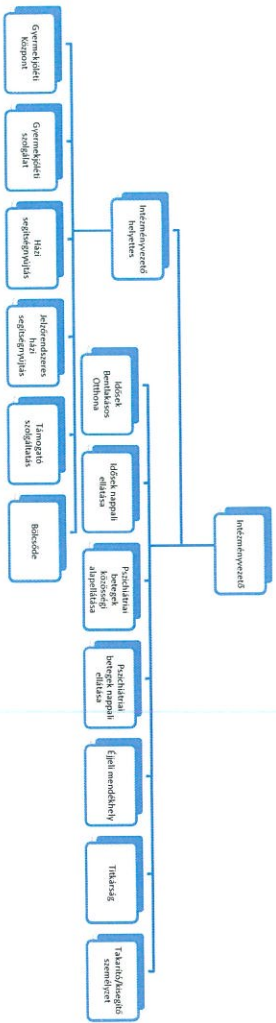 Intézményvezető
Intézményvezető
helyettes
Idősek
Bentlakásos
Otthona
Idősek nappali
ellátása
Pszichiátriai
betegek
közösségi
alapellátása
Pszichiátriai
betegek nappali
ellátása
Éjjeli mendékhely
Titkárság
Takarító/kisegítő
személyzet
Gyermekjóléti
Központ
Gyermekjóléti
szolgálat
Házi
segítségnyújtás
Jelzőrendszeres
házi
segítségnyújtás
Támogató
szolgáltatás
Bölcsőde